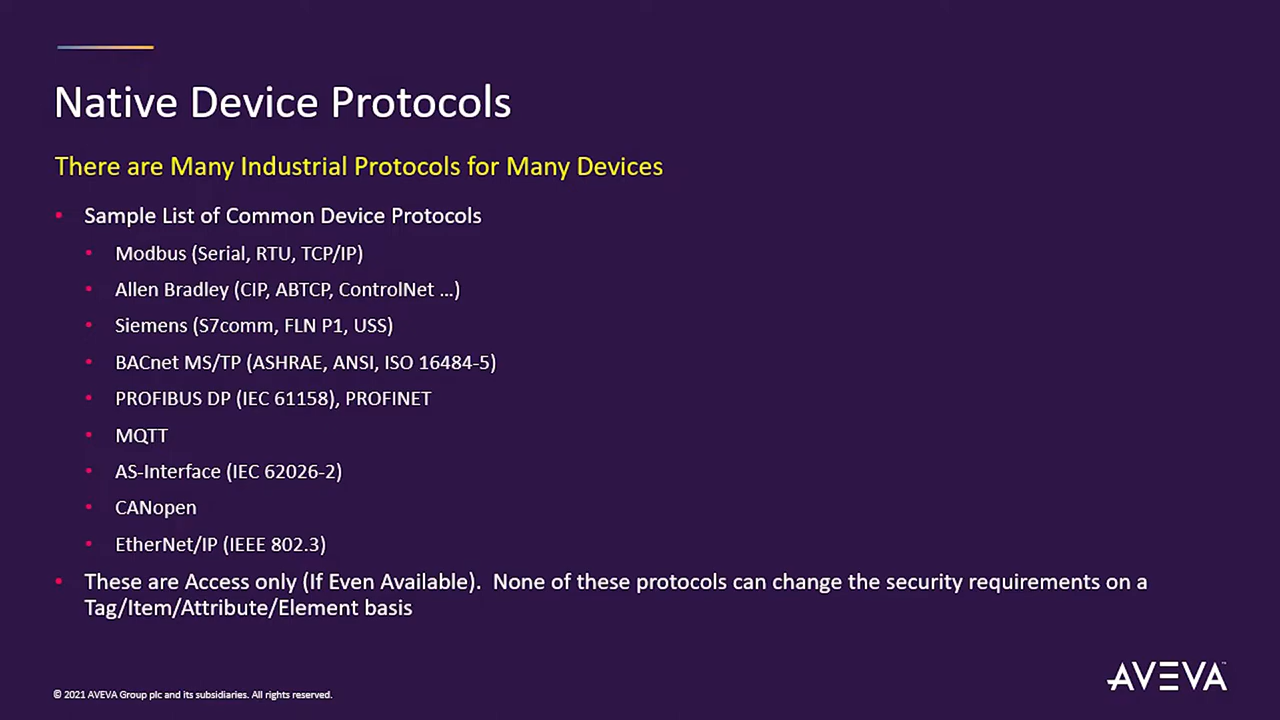 Native Device Protocols
There are Many Industrial Protocols for Many Devices
• Sample List of Common Device Protocols
• Modbus (Serial, RTU, TCP/IP)
• Allen Bradley (CIP, ABTCP, ControlNet …)
• Siemens (S7comm, FLN P1, USS)
• BACnet MS/TP (ASHRAE, ANSI, ISO 16484-5)
• PROFIBUS DP (IEC 61158), PROFINET
• MQTT
• AS-Interface (IEC 62026-2)
• CANopen
• EtherNet/IP (IEEE 802.3)
• These are Access only (If Even Available).  None of these protocols can change the security requirements on a
Tag/Item/Attribute/Element basis
© 2021 AVEVA Group plc and its subsidiaries. All rights reserved.
AVEVA™